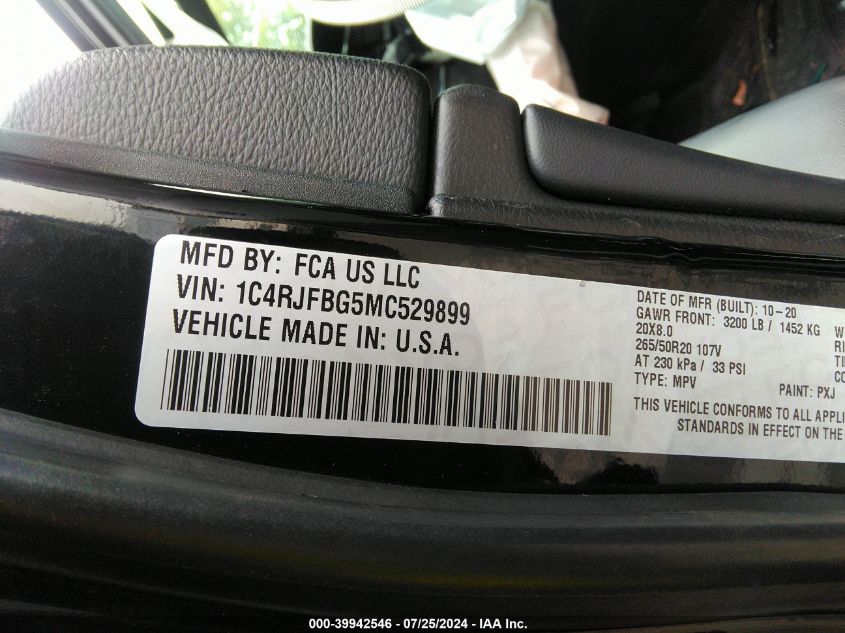 MFD BY: FCA US LLC
VIN: 1C4RJFBG5MC529899
VEHICLE MADE IN: U.S.A.
DATE OF MFR (BUILT): 10-20
GAWR FRONT: 3200 LB / 1452 KG
20X8.0
265/50R20 107V
AT 230 kPa / 33 PSI
TYPE: MPV
PAINT: PXJ
THIS VEHICLE CONFORMS TO ALL APPLI
STANDARDS IN EFFECT ON THE
000-39942546 - 07/25/2024 - IAA Inc.